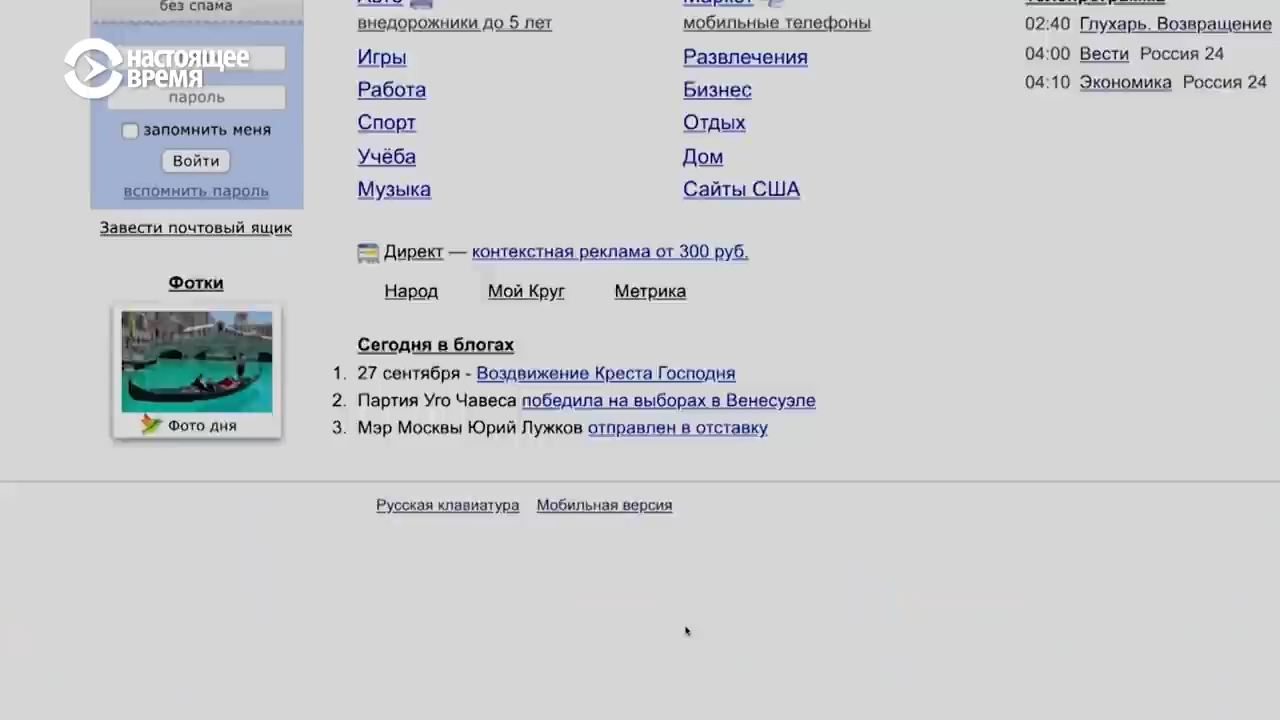 без спама
НАСТОЯЩЕЕ
ВРЕМЯ
пароль
запомнить меня
Войти
вспомнить пароль
Завести почтовый ящик
Фотки
Фото дня
Авто
внедорожники до 5 лет
Игры
Работа
Спорт
Учёба
Музыка
Маркет
мобильные телефоны
Развлечения
Бизнес
Отдых
Дом
Сайты США
Директ — контекстная реклама от 300 руб.
Народ Мой Круг Метрика
Сегодня в блогах
1. 27 сентября - Воздвижение Креста Господня
2. Партия Уго Чавеса победила на выборах в Венесуэле
3. Мэр Москвы Юрий Лужков отправлен в отставку
Телепрограмма
02:40 Глухарь. Возвращение
04:00 Вести Россия 24
04:10 Экономика Россия 24
Русская клавиатура Мобильная версия